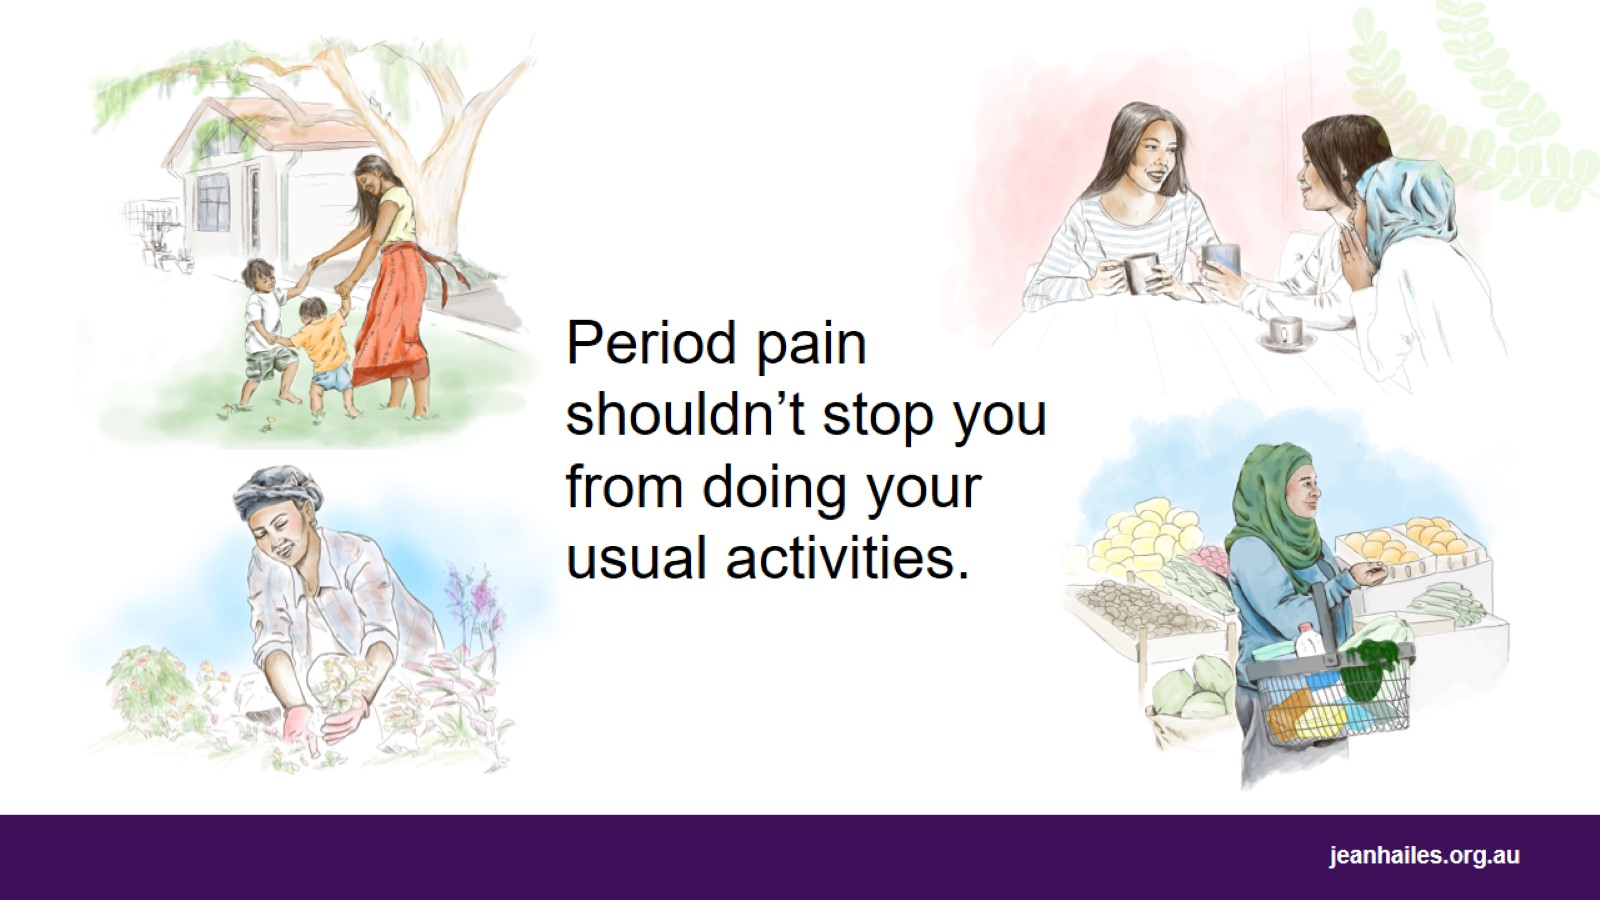 Period pain
shouldn’t stop you
from doing your
usual activities.
jeanhailes.org.au